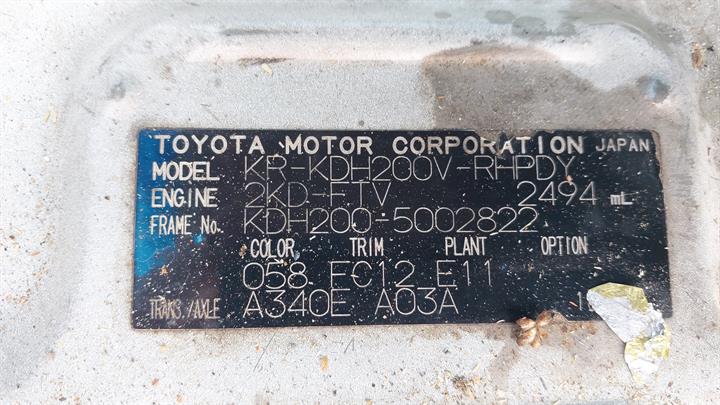 TOYOTA MOTOR CORPORATION JAPAN
MODEL KR-KDH200V-RHPDY
ENGINE 2KD-FTV 2494 mL
FRAME No. KDH200-5002822
COLOR TRIM PLANT OPTION
058 FC12 E11
TRANS./AXLE A340E A03A